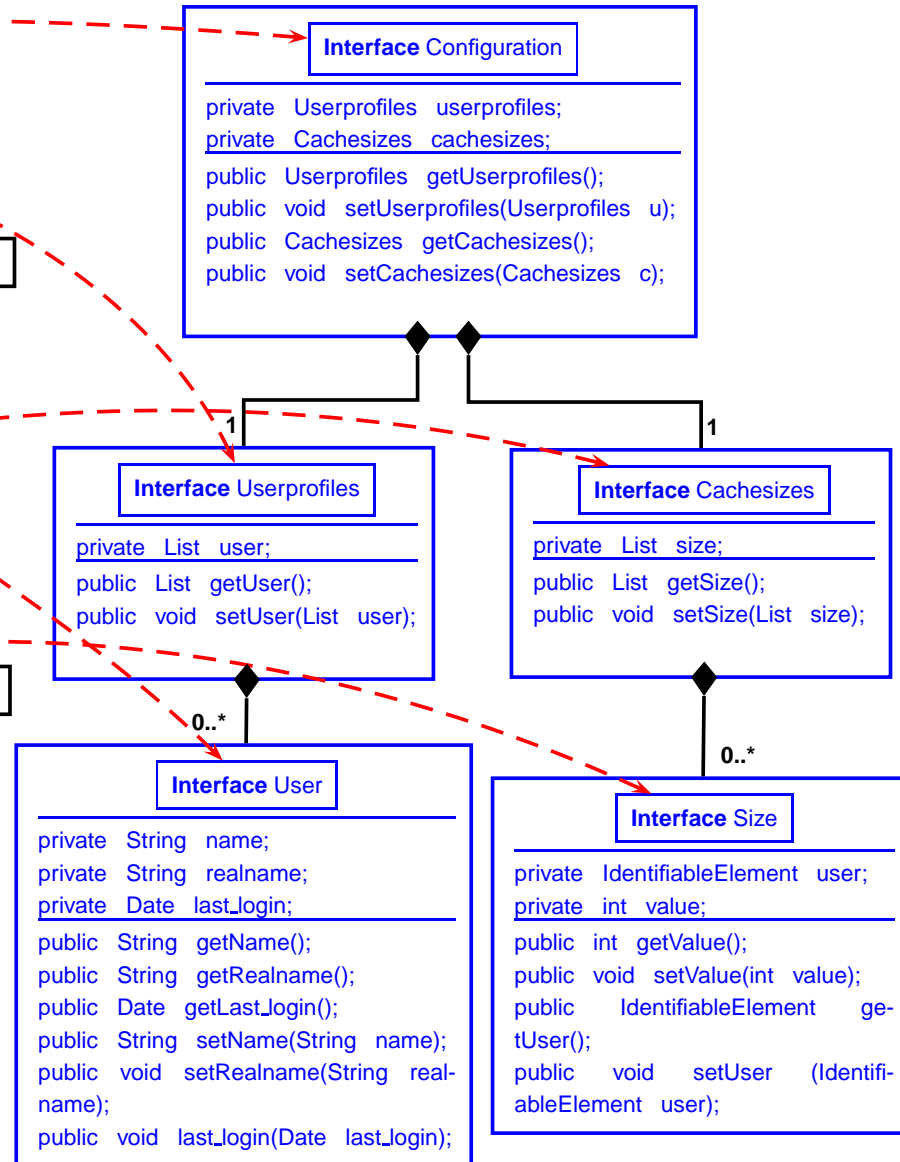 Interface Configuration
private Userprofiles userprofiles;
private Cachesizes cachesizes;
public Userprofiles getUserprofiles();
public void setUserprofiles(Userprofiles u);
public Cachesizes getCachesizes();
public void setCachesizes(Cachesizes c);
1
1
Interface Userprofiles
private List user;
public List getUser();
public void setUser(List user);
Interface Cachesizes
private List size;
public List getSize();
public void setSize(List size);
0..*
0..*
Interface User
private String name;
private String realname;
private Date last_login;
public String getName();
public String getRealname();
public Date getLast_login();
public String setName(String name);
public void setRealname(String real-
name);
public void last_login(Date last_login);
Interface Size
private IdentifiableElement user;
private int value;
public int getValue();
public void setValue(int value);
public IdentifiableElement ge-
tUser();
public void setUser (Identifi-
ableElement user);